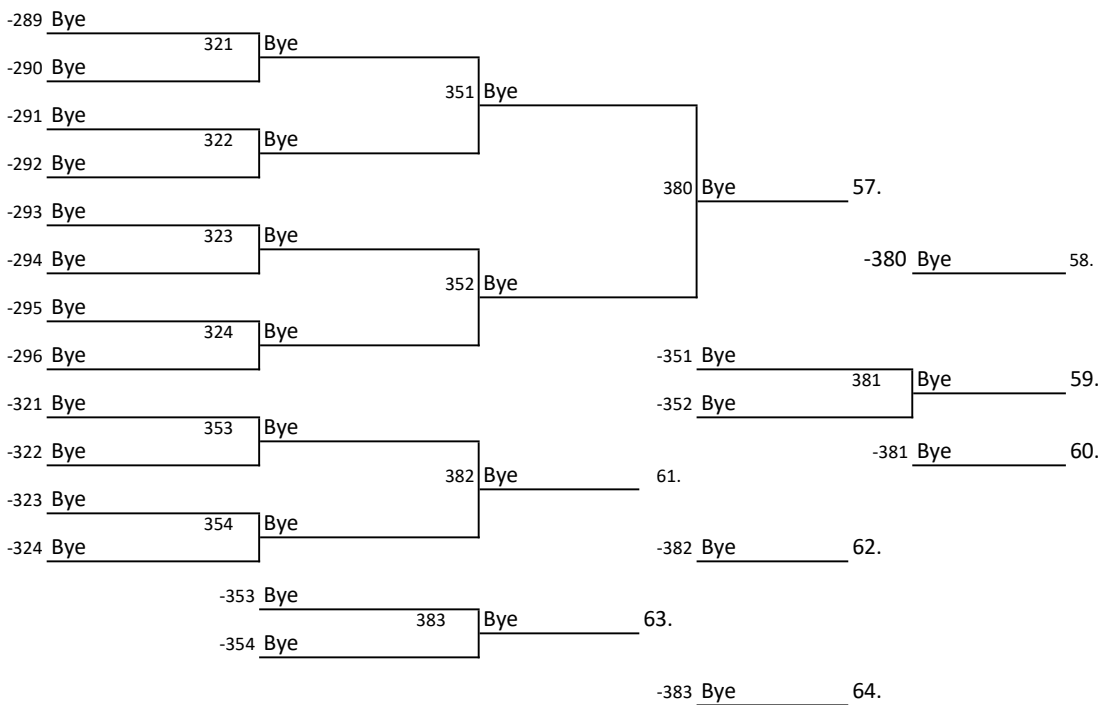 -289 Bye
321 Bye
-290 Bye
351 Bye
-291 Bye
322 Bye
-292 Bye
380 Bye 57.
-293 Bye
323 Bye
-294 Bye
-380 Bye 58.
352 Bye
-295 Bye
324 Bye
-296 Bye
-351 Bye
381 Bye 59.
-352 Bye
-321 Bye
353 Bye
-322 Bye
-381 Bye 60.
382 Bye 61.
-323 Bye
354 Bye
-324 Bye
-382 Bye 62.
-353 Bye
383 Bye 63.
-354 Bye
-383 Bye 64.